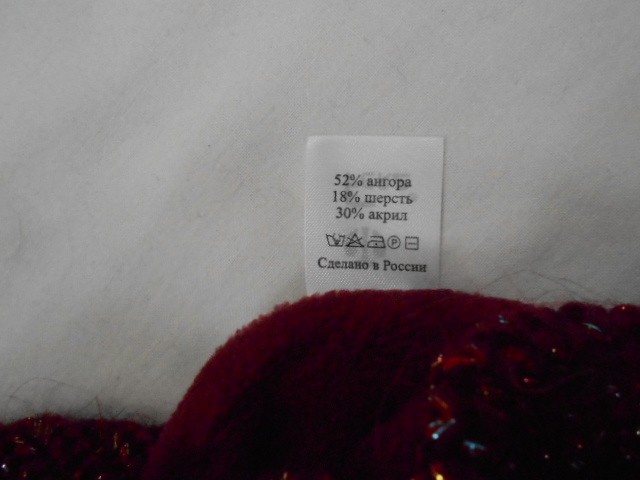 52% ангора
18% шерсть
30% акрил
Сделано в России